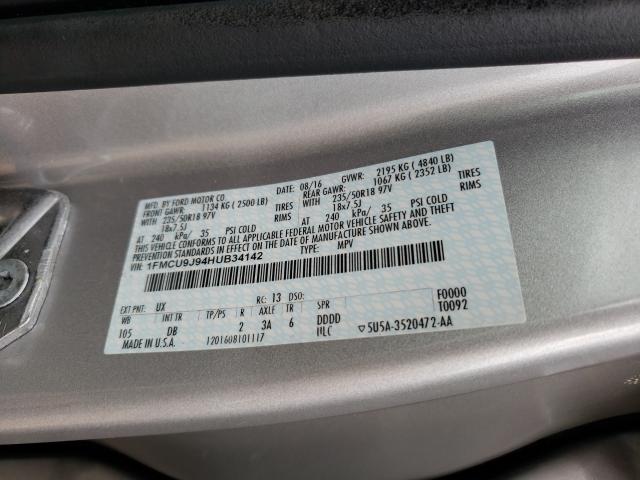 MFD. BY FORD MOTOR CO.
DATE: 08/16 GVWR: 2195 KG ( 4840 LB)
FRONT GAWR: 1134 KG ( 2500 LB) REAR GAWR: 1067 KG ( 2352 LB)
WITH 235/50R18 97V TIRES WITH 235/50R18 97V TIRES
18x7.5J RIMS 18x7.5J RIMS
AT 240 kPa/ 35 PSI COLD AT 240 kPa/ 35 PSI COLD
THIS VEHICLE CONFORMS TO ALL APPLICABLE FEDERAL MOTOR VEHICLE SAFETY AND THEFT
PREVENTION STANDARDS IN EFFECT ON THE DATE OF MANUFACTURE SHOWN ABOVE.
VIN: 1FMCU9J94HUB34142 TYPE: MPV
EXT PNT: UX RC: 13 DSO: F0000
WB INT TR TP/PS R AXLE TR SPR T0092
105 DB 2 3A 6 DDDD
MADE IN U.S.A. 1201608101117 ULC ▽5U5A-3520472-AA